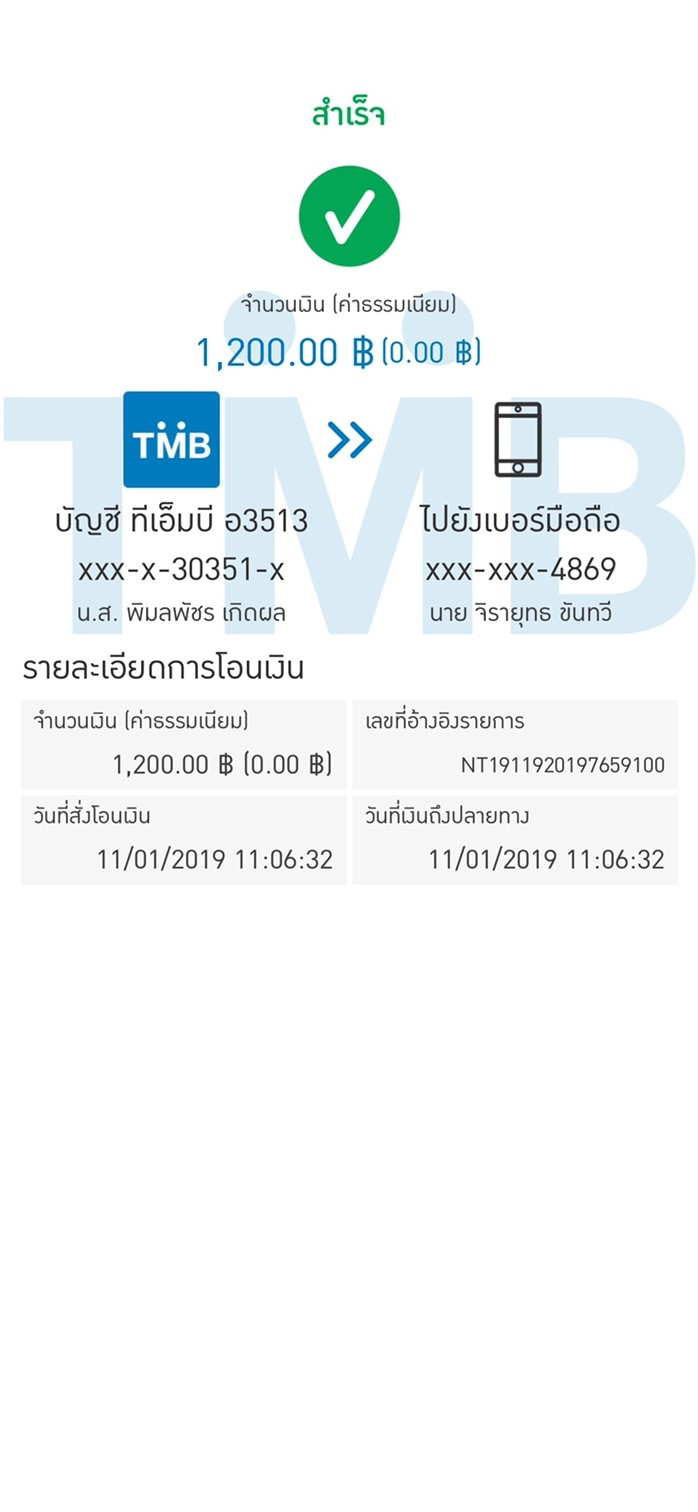 สำเร็จ
จำนวนเงิน (ค่าธรรมเนียม)
1,200.00 ฿ (0.00 ฿)
TMB
TMB
บัญชี ทีเอ็มบี อ3513
ไปยังเบอร์มือถือ
xxx-x-30351-x
xxx-xxx-4869
น.ส. พิมลพัชร เกิดผล
นาย จิรายุทธ ขันทวี
รายละเอียดการโอนเงิน
จำนวนเงิน (ค่าธรรมเนียม)
เลขที่อ้างอิงรายการ
1,200.00 ฿ (0.00 ฿)
NT1911920197659100
วันที่สั่งโอนเงิน
วันที่เงินถึงปลายทาง
11/01/2019 11:06:32
11/01/2019 11:06:32